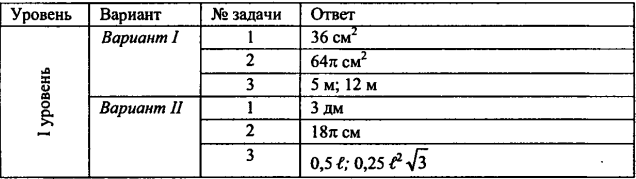 Уровень Вариант № задачи Ответ
I уровень Вариант I 1 36 см²
2 64π см²
3 5 м; 12 м
Вариант II 1 3 дм
2 18π см
3 0,5 ℓ; 0,25 ℓ² √3